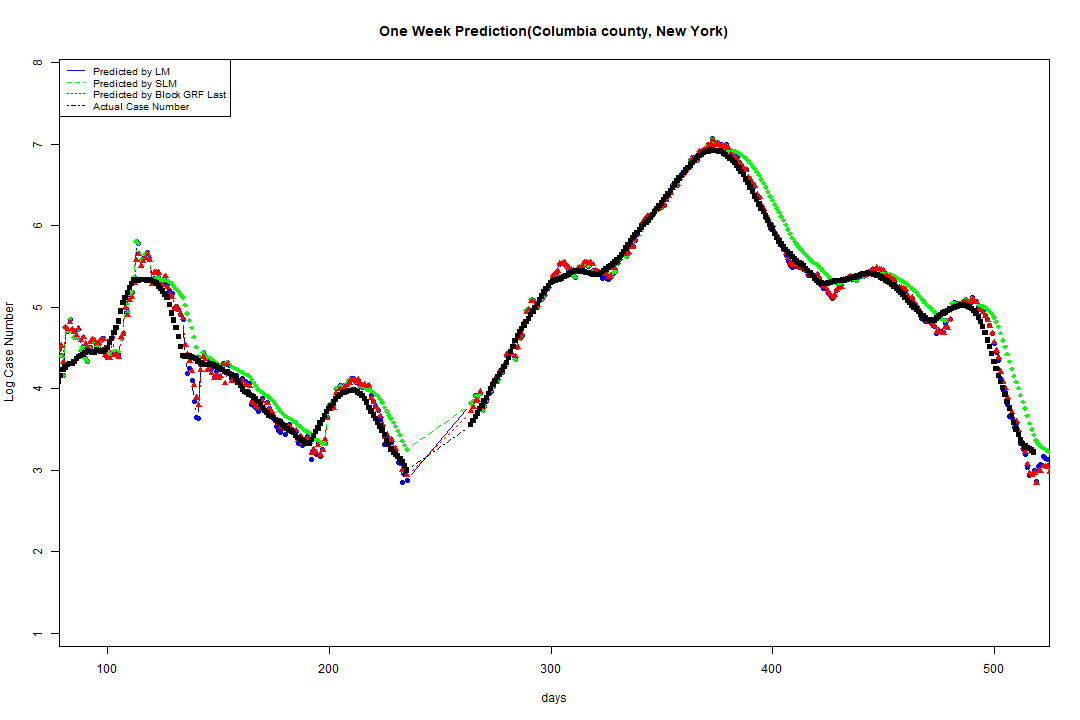 One Week Prediction(Columbia county, New York)
Predicted by LM
Predicted by SLM
Predicted by Block GRF Last
Actual Case Number
8
7
6
5
4
3
2
1
Log Case Number
100 200 300 400 500
days